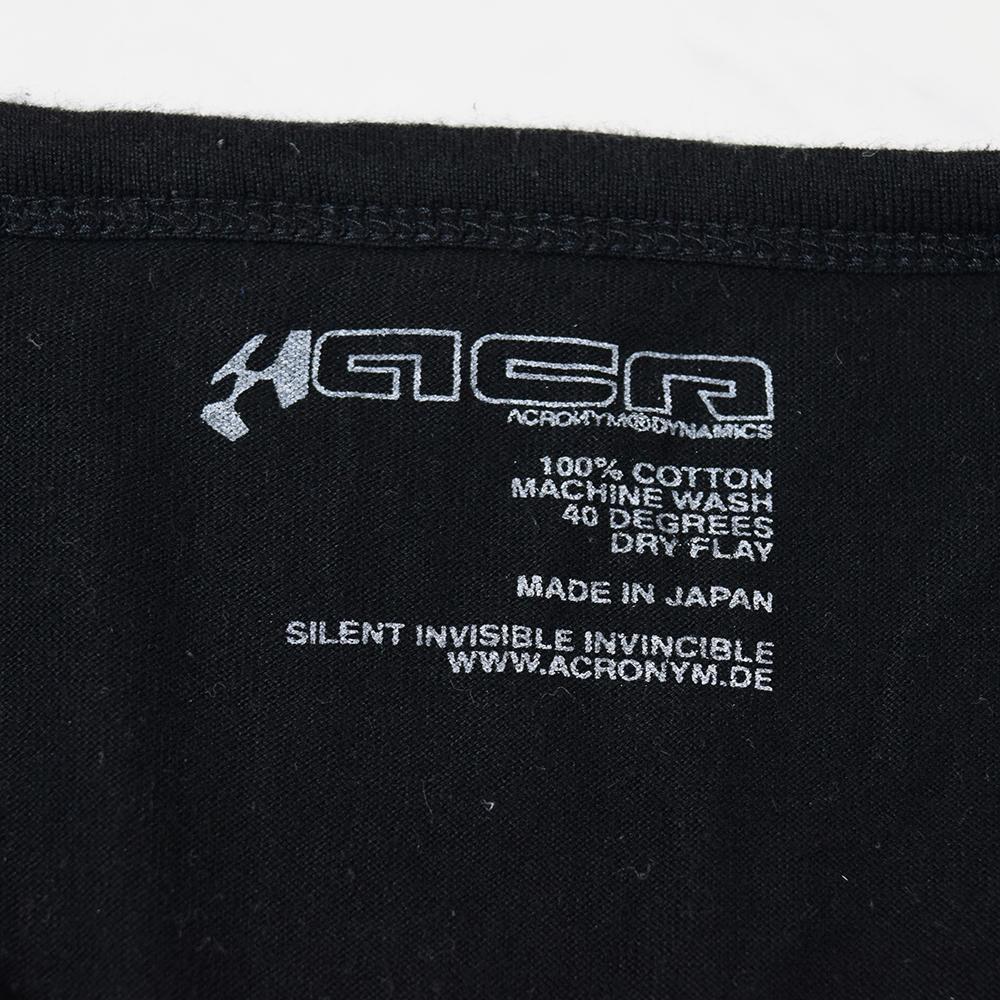 ACR
ACRONYM®DYNAMICS
100% COTTON
MACHINE WASH
40 DEGREES
DRY FLAY
MADE IN JAPAN
SILENT INVISIBLE INVINCIBLE
WWW.ACRONYM.DE